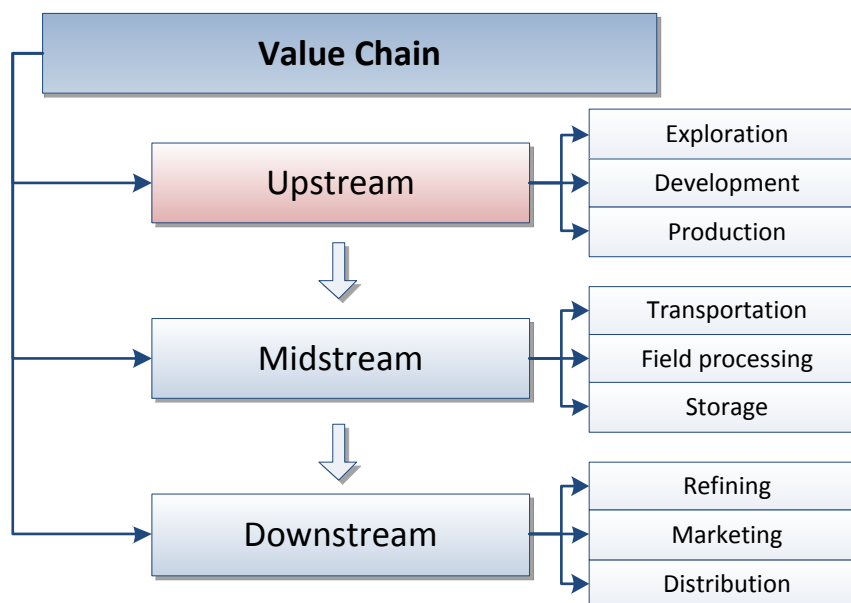 Value Chain
Upstream
Exploration
Development
Production
Midstream
Transportation
Field processing
Storage
Downstream
Refining
Marketing
Distribution